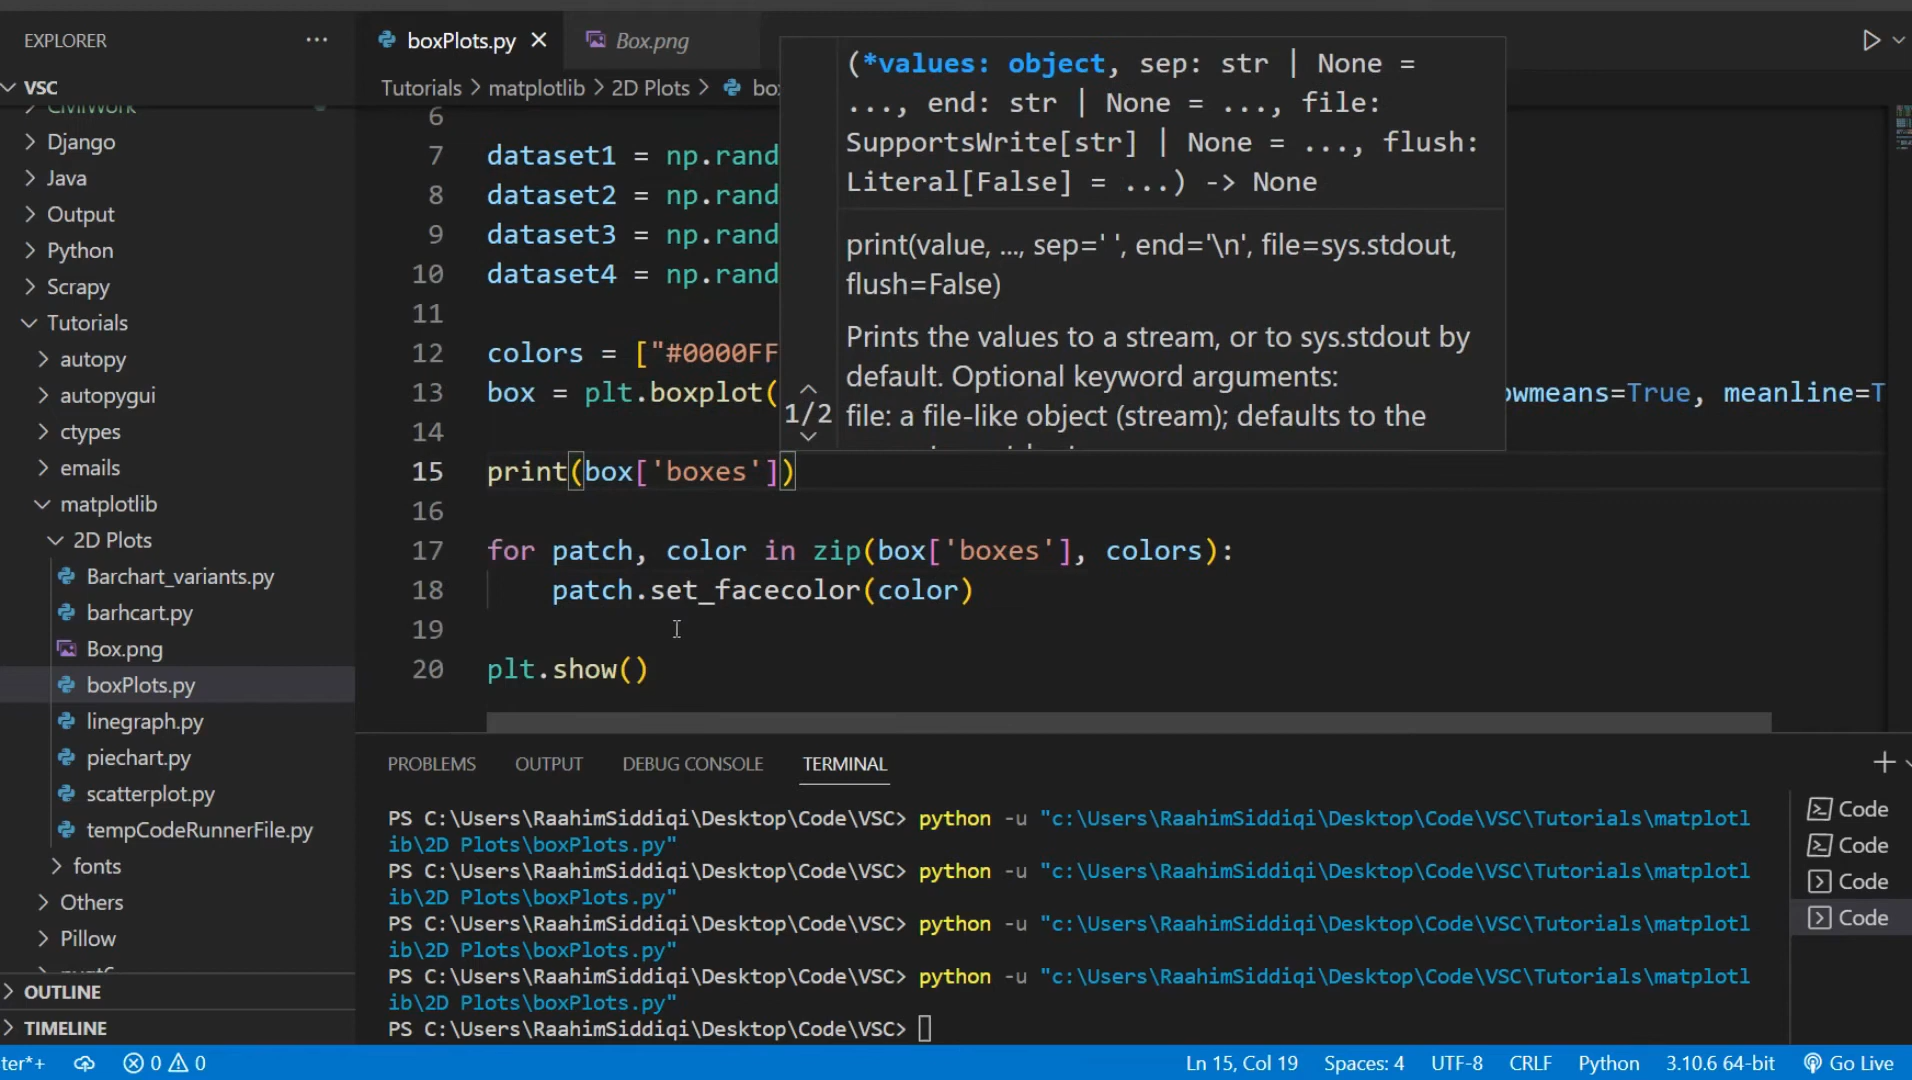 EXPLORER
VSC
CivilWork
Django
Java
Output
Python
Scrapy
Tutorials
autopy
autopygui
ctypes
emails
matplotlib
2D Plots
Barchart_variants.py
barhcart.py
Box.png
boxPlots.py
linegraph.py
piechart.py
scatterplot.py
tempCodeRunnerFile.py
fonts
Others
Pillow
OUTLINE
TIMELINE
boxPlots.py
Box.png
Tutorials > matplotlib > 2D Plots >
6
7 dataset1 = np.rand
8 dataset2 = np.rand
9 dataset3 = np.rand
10 dataset4 = np.rand
11
12 colors = ["#0000FF
13 box = plt.boxplot( owmeans=True, meanline=T
14
15 print(box['boxes'])
16
17 for patch, color in zip(box['boxes'], colors):
18 patch.set_facecolor(color)
19
20 plt.show()
(*values: object, sep: str | None =
..., end: str | None = ..., file:
SupportsWrite[str] | None = ..., flush:
Literal[False] = ...) -> None
print(value, ..., sep=' ', end='\n', file=sys.stdout,
flush=False)
Prints the values to a stream, or to sys.stdout by
default. Optional keyword arguments:
file: a file-like object (stream); defaults to the
1/2
PROBLEMS OUTPUT DEBUG CONSOLE TERMINAL
PS C:\Users\RaahimSiddiqi\Desktop\Code\VSC> python -u "c:\Users\RaahimSiddiqi\Desktop\Code\VSC\Tutorials\matplotl
ib\2D Plots\boxPlots.py"
PS C:\Users\RaahimSiddiqi\Desktop\Code\VSC> python -u "c:\Users\RaahimSiddiqi\Desktop\Code\VSC\Tutorials\matplotl
ib\2D Plots\boxPlots.py"
PS C:\Users\RaahimSiddiqi\Desktop\Code\VSC> python -u "c:\Users\RaahimSiddiqi\Desktop\Code\VSC\Tutorials\matplotl
ib\2D Plots\boxPlots.py"
PS C:\Users\RaahimSiddiqi\Desktop\Code\VSC> python -u "c:\Users\RaahimSiddiqi\Desktop\Code\VSC\Tutorials\matplotl
ib\2D Plots\boxPlots.py"
PS C:\Users\RaahimSiddiqi\Desktop\Code\VSC>
Code
Code
Code
Code
ter*+ 0 0 Ln 15, Col 19 Spaces: 4 UTF-8 CRLF Python 3.10.6 64-bit Go Live